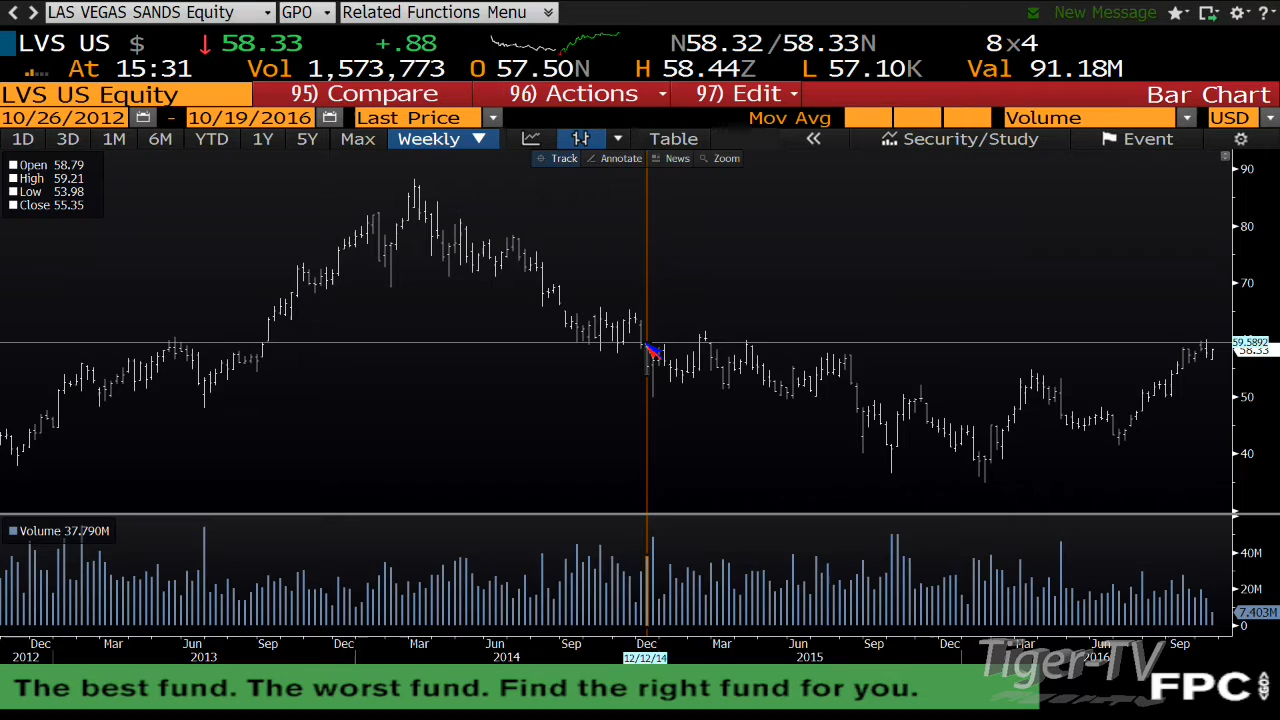 LAS VEGAS SANDS Equity GPO Related Functions Menu New Message ?
LVS US $ 58.33 +.88 N58.32/58.33N 8x4
At 15:31 Vol 1,573,773 O 57.50N H 58.44Z L 57.10K Val 91.18M
LVS US Equity 95) Compare 96) Actions 97) Edit Bar Chart
10/26/2012 - 10/19/2016 Last Price Mov Avg Volume USD
1D 3D 1M 6M YTD 1Y 5Y Max Weekly Table Security/Study Event
Track Annotate News Zoom
Open 58.79
High 59.21
Low 53.98
Close 55.35
90
80
70
59.5892
58.33
50
40
Volume 37.790M
40M
20M
7.403M
0
Dec Mar Jun Sep Dec Mar Jun Sep Dec Mar Jun Sep Dec Mar Jun Sep
2012 2013 2014 12/12/14 2015 2016
Tiger-TV
The best fund. The worst fund. Find the right fund for you.
FPC